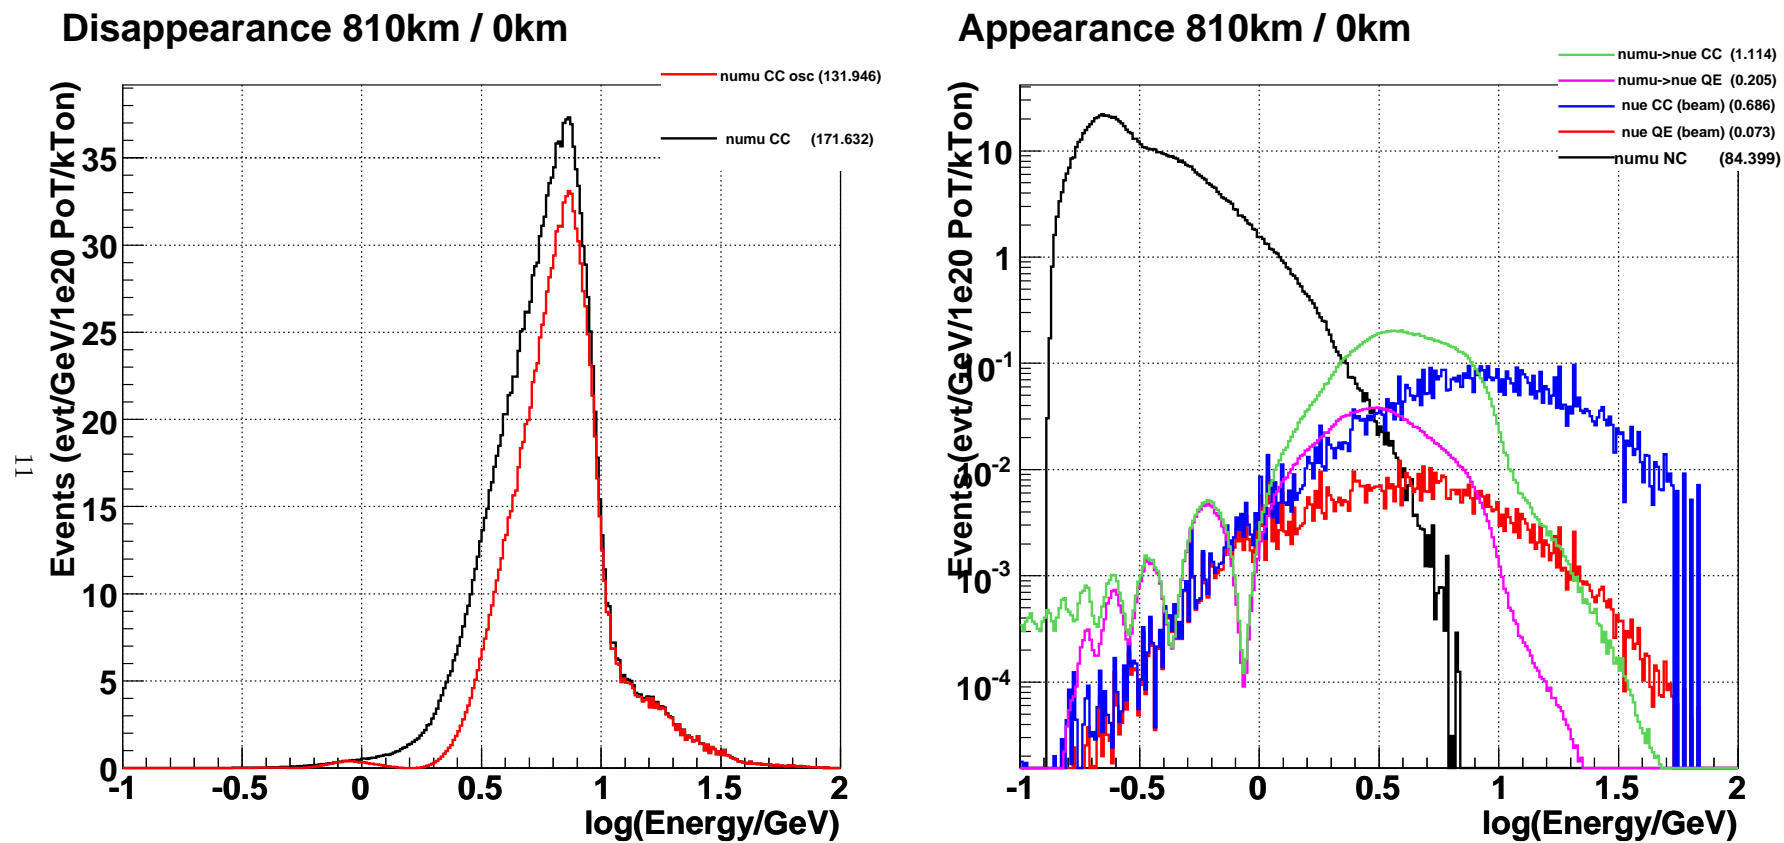 Disappearance 810km / 0km
numu CC osc (131.946)
numu CC (171.632)
Events (evt/GeV/1e20 PoT/kTon)
35
30
25
20
15
10
5
0
-1 -0.5 0 0.5 1 1.5 2
log(Energy/GeV)
11
Appearance 810km / 0km
numu->nue CC (1.114)
numu->nue QE (0.205)
nue CC (beam) (0.686)
nue QE (beam) (0.073)
numu NC (84.399)
Events (evt/GeV/1e20 PoT/kTon)
10
1
10-1
10-2
10-3
10-4
-1 -0.5 0 0.5 1 1.5 2
log(Energy/GeV)